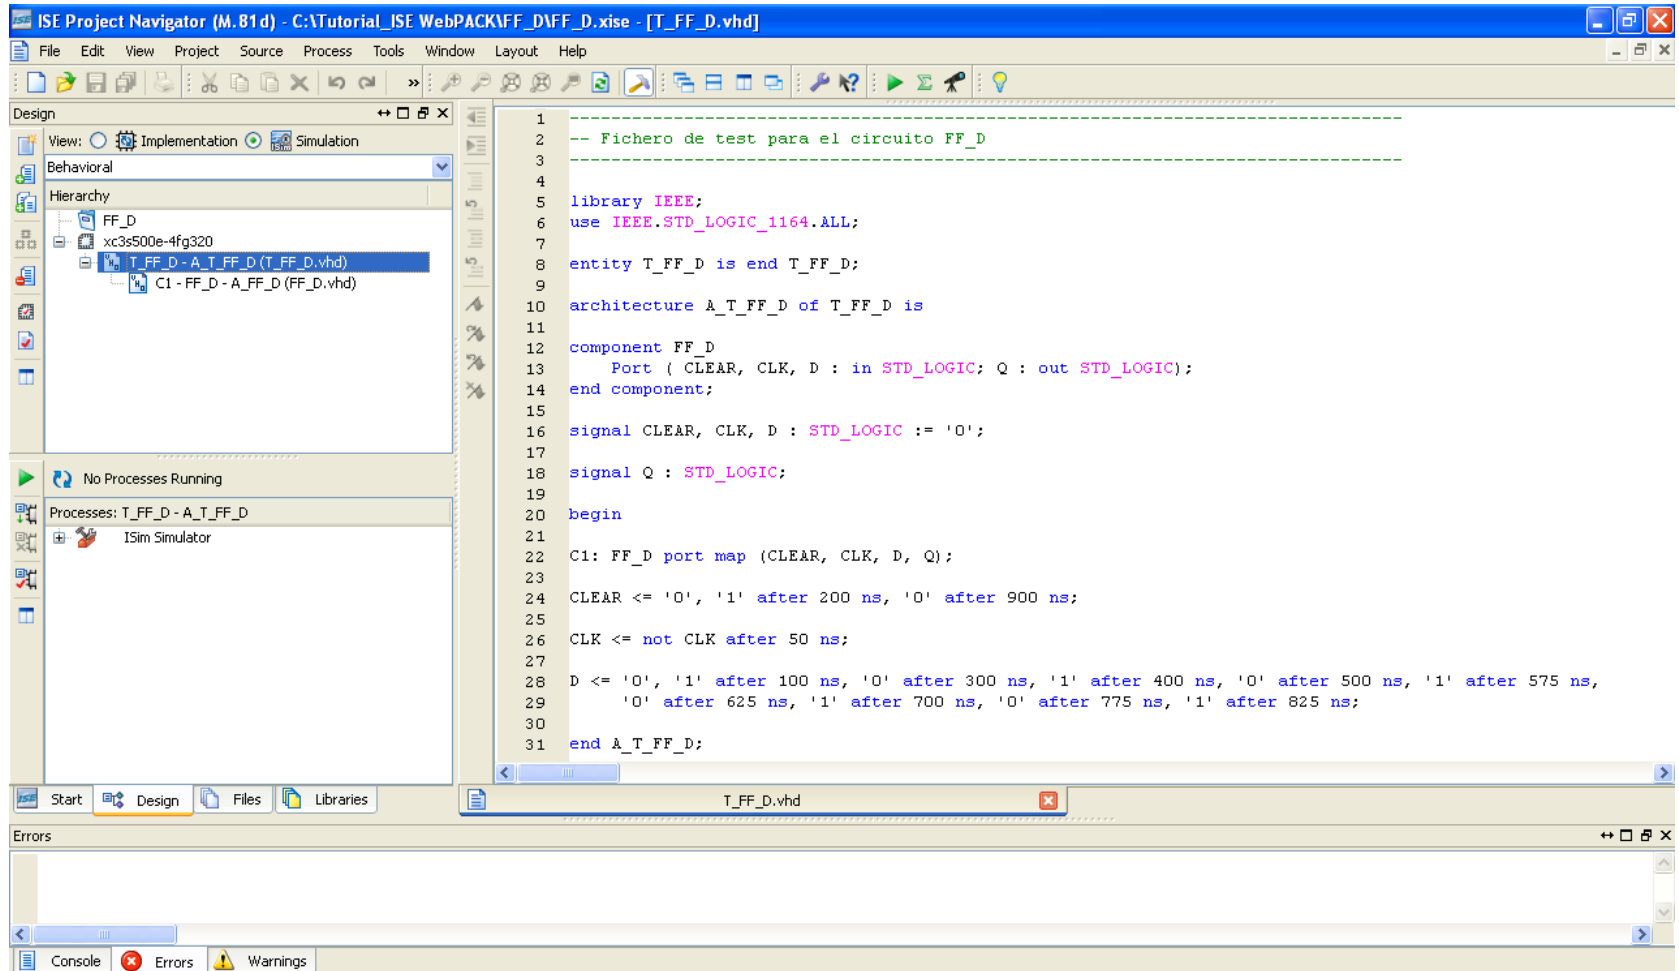 ISE Project Navigator (M.81d) - C:\Tutorial_ISE WebPACK\FF_D\FF_D.xise - [T_FF_D.vhd]
File Edit View Project Source Process Tools Window Layout Help
Design
View: Implementation Simulation
Behavioral
Hierarchy
FF_D
xc3s500e-4fg320
T_FF_D - A_T_FF_D (T_FF_D.vhd)
C1 - FF_D - A_FF_D (FF_D.vhd)
No Processes Running
Processes: T_FF_D - A_T_FF_D
ISim Simulator
Start Design Files Libraries
1 --------------------------------------------------------------------------------
2 -- Fichero de test para el circuito FF_D
3 --------------------------------------------------------------------------------
4
5 library IEEE;
6 use IEEE.STD_LOGIC_1164.ALL;
7
8 entity T_FF_D is end T_FF_D;
9
10 architecture A_T_FF_D of T_FF_D is
11
12 component FF_D
13 Port ( CLEAR, CLK, D : in STD_LOGIC; Q : out STD_LOGIC);
14 end component;
15
16 signal CLEAR, CLK, D : STD_LOGIC := '0';
17
18 signal Q : STD_LOGIC;
19
20 begin
21
22 C1: FF_D port map (CLEAR, CLK, D, Q);
23
24 CLEAR <= '0', '1' after 200 ns, '0' after 900 ns;
25
26 CLK <= not CLK after 50 ns;
27
28 D <= '0', '1' after 100 ns, '0' after 300 ns, '1' after 400 ns, '0' after 500 ns, '1' after 575 ns,
29 '0' after 625 ns, '1' after 700 ns, '0' after 775 ns, '1' after 825 ns;
30
31 end A_T_FF_D;
T_FF_D.vhd
Errors
Console Errors Warnings